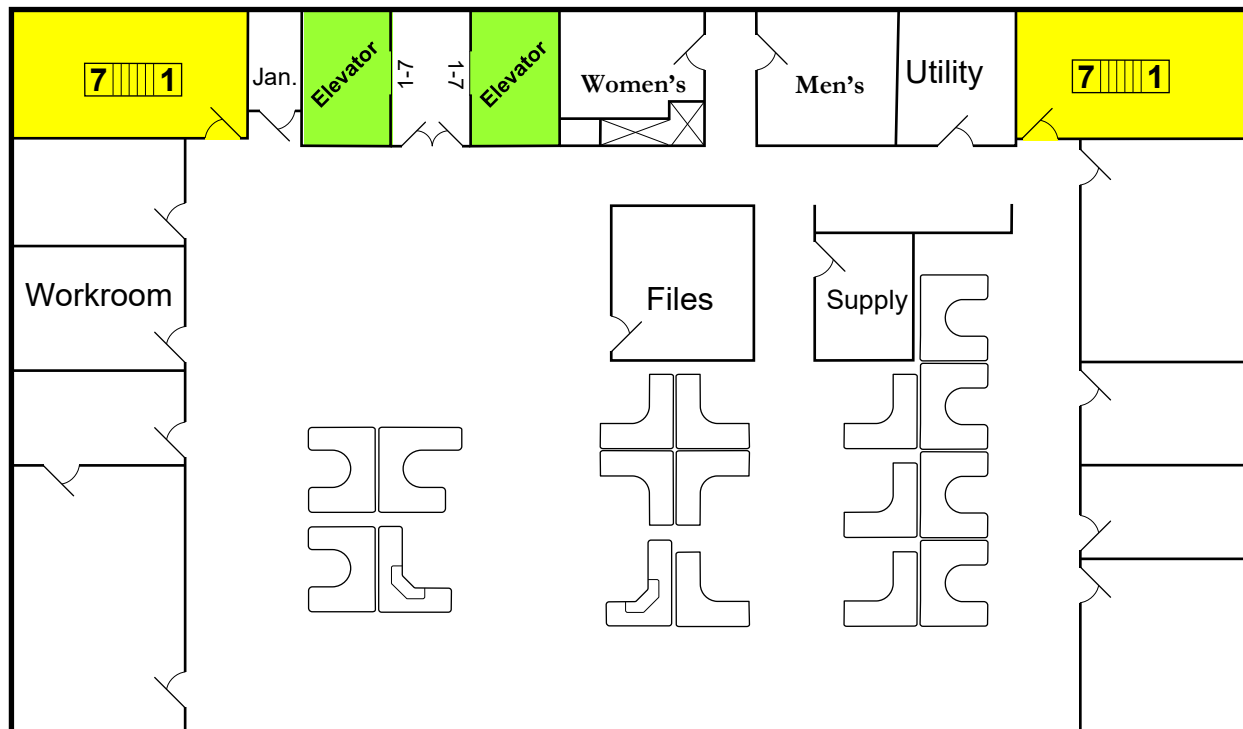 7 1
Jan.
Elevator
1-7
1-7
Elevator
Women's
Men's
Utility
7 1
Workroom
Files
Supply